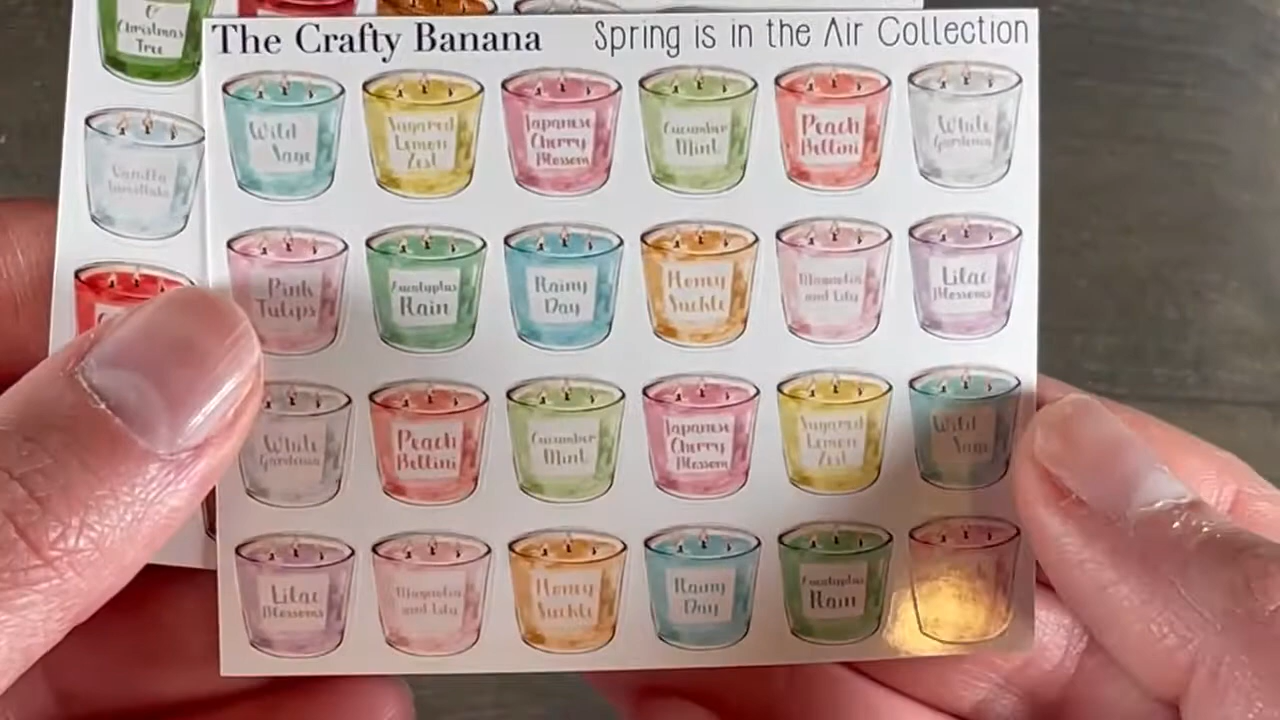 O
Christmas
Tree
Vanilla
The Crafty Banana
Spring is in the Air Collection
Wild
Sage
Sugared
Lemon
Zest
Japanese
Cherry
Blossom
Cucumber
Mint
Peach
Bellini
White
Gardenia
Pink
Tulips
Eucalyptus
Rain
Rainy
Day
Honey
Suckle
Magnolia
and Lily
Lilac
Blossoms
White
Gardenia
Peach
Bellini
Cucumber
Mint
Japanese
Cherry
Blossom
Sugared
Lemon
Zest
Wild
Sage
Lilac
Blossoms
Magnolia
and Lily
Honey
Suckle
Rainy
Day
Eucalyptus
Rain